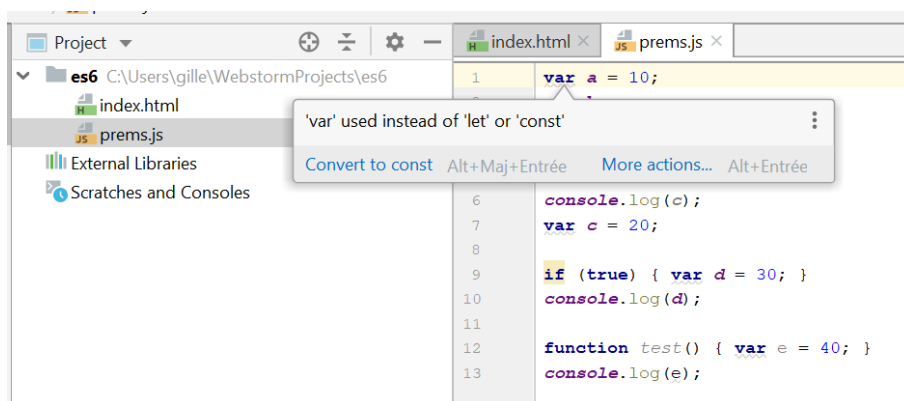 Project
index.html
prems.js
es6 C:\Users\gille\WebstormProjects\es6
index.html
prems.js
External Libraries
Scratches and Consoles
1 var a = 10;
'var' used instead of 'let' or 'const'
Convert to const Alt+Maj+Entrée More actions... Alt+Entrée
6 console.log(c);
7 var c = 20;
8
9 if (true) { var d = 30; }
10 console.log(d);
11
12 function test() { var e = 40; }
13 console.log(e);